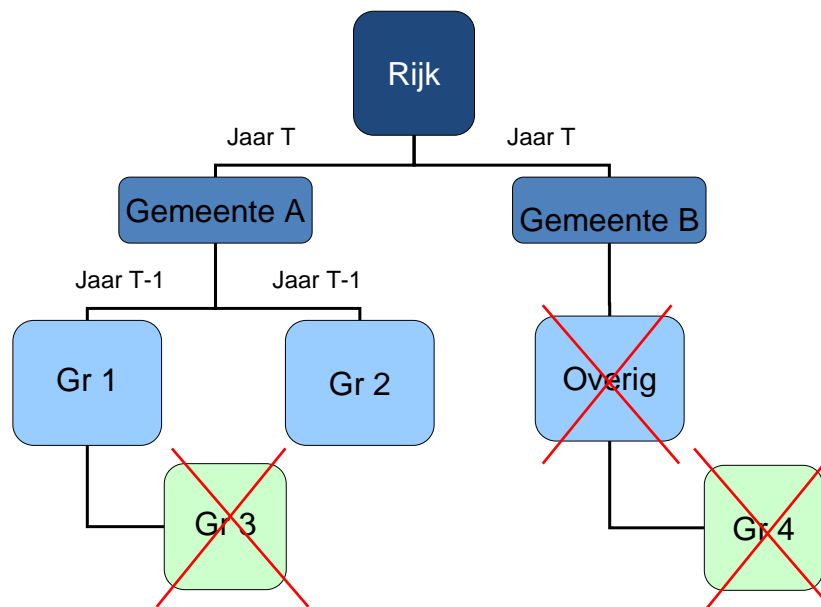 Rijk
Jaar T
Jaar T
Gemeente A
Gemeente B
Jaar T-1
Jaar T-1
Gr 1
Gr 2
Overig
Gr 3
Gr 4